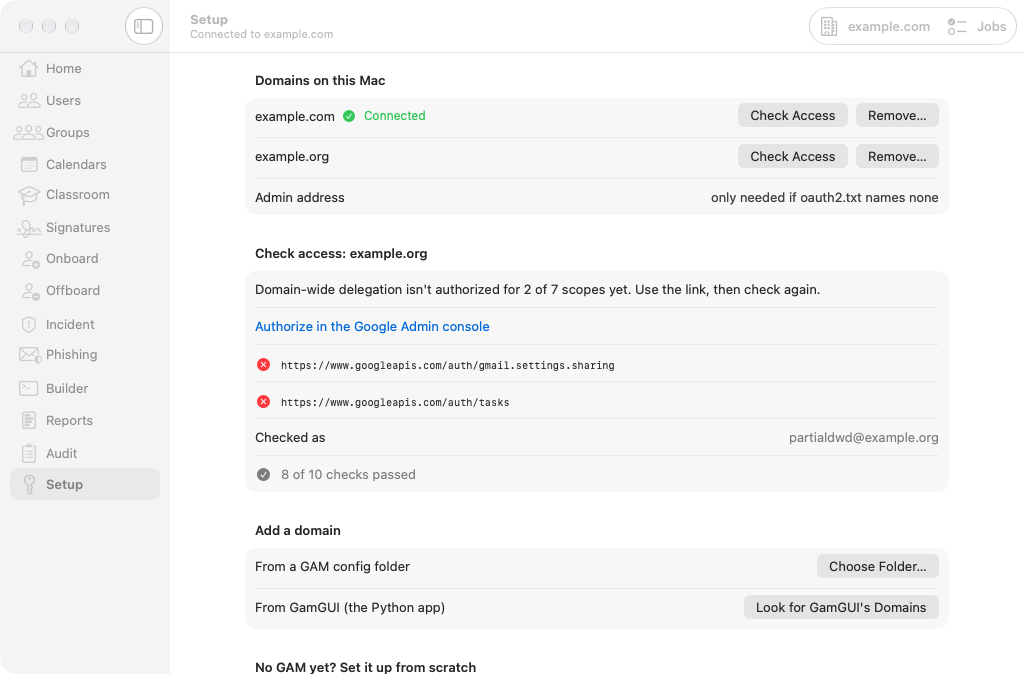 Setup
Connected to example.com
example.com
Jobs
Home
Users
Groups
Calendars
Classroom
Signatures
Onboard
Offboard
Incident
Phishing
Builder
Reports
Audit
Setup
Domains on this Mac
example.com Connected Check Access Remove...
example.org Check Access Remove...
Admin address only needed if oauth2.txt names none
Check access: example.org
Domain-wide delegation isn't authorized for 2 of 7 scopes yet. Use the link, then check again.
Authorize in the Google Admin console
https://www.googleapis.com/auth/gmail.settings.sharing
https://www.googleapis.com/auth/tasks
Checked as partialdwd@example.org
8 of 10 checks passed
Add a domain
From a GAM config folder Choose Folder...
From GamGUI (the Python app) Look for GamGUI's Domains
No GAM yet? Set it up from scratch